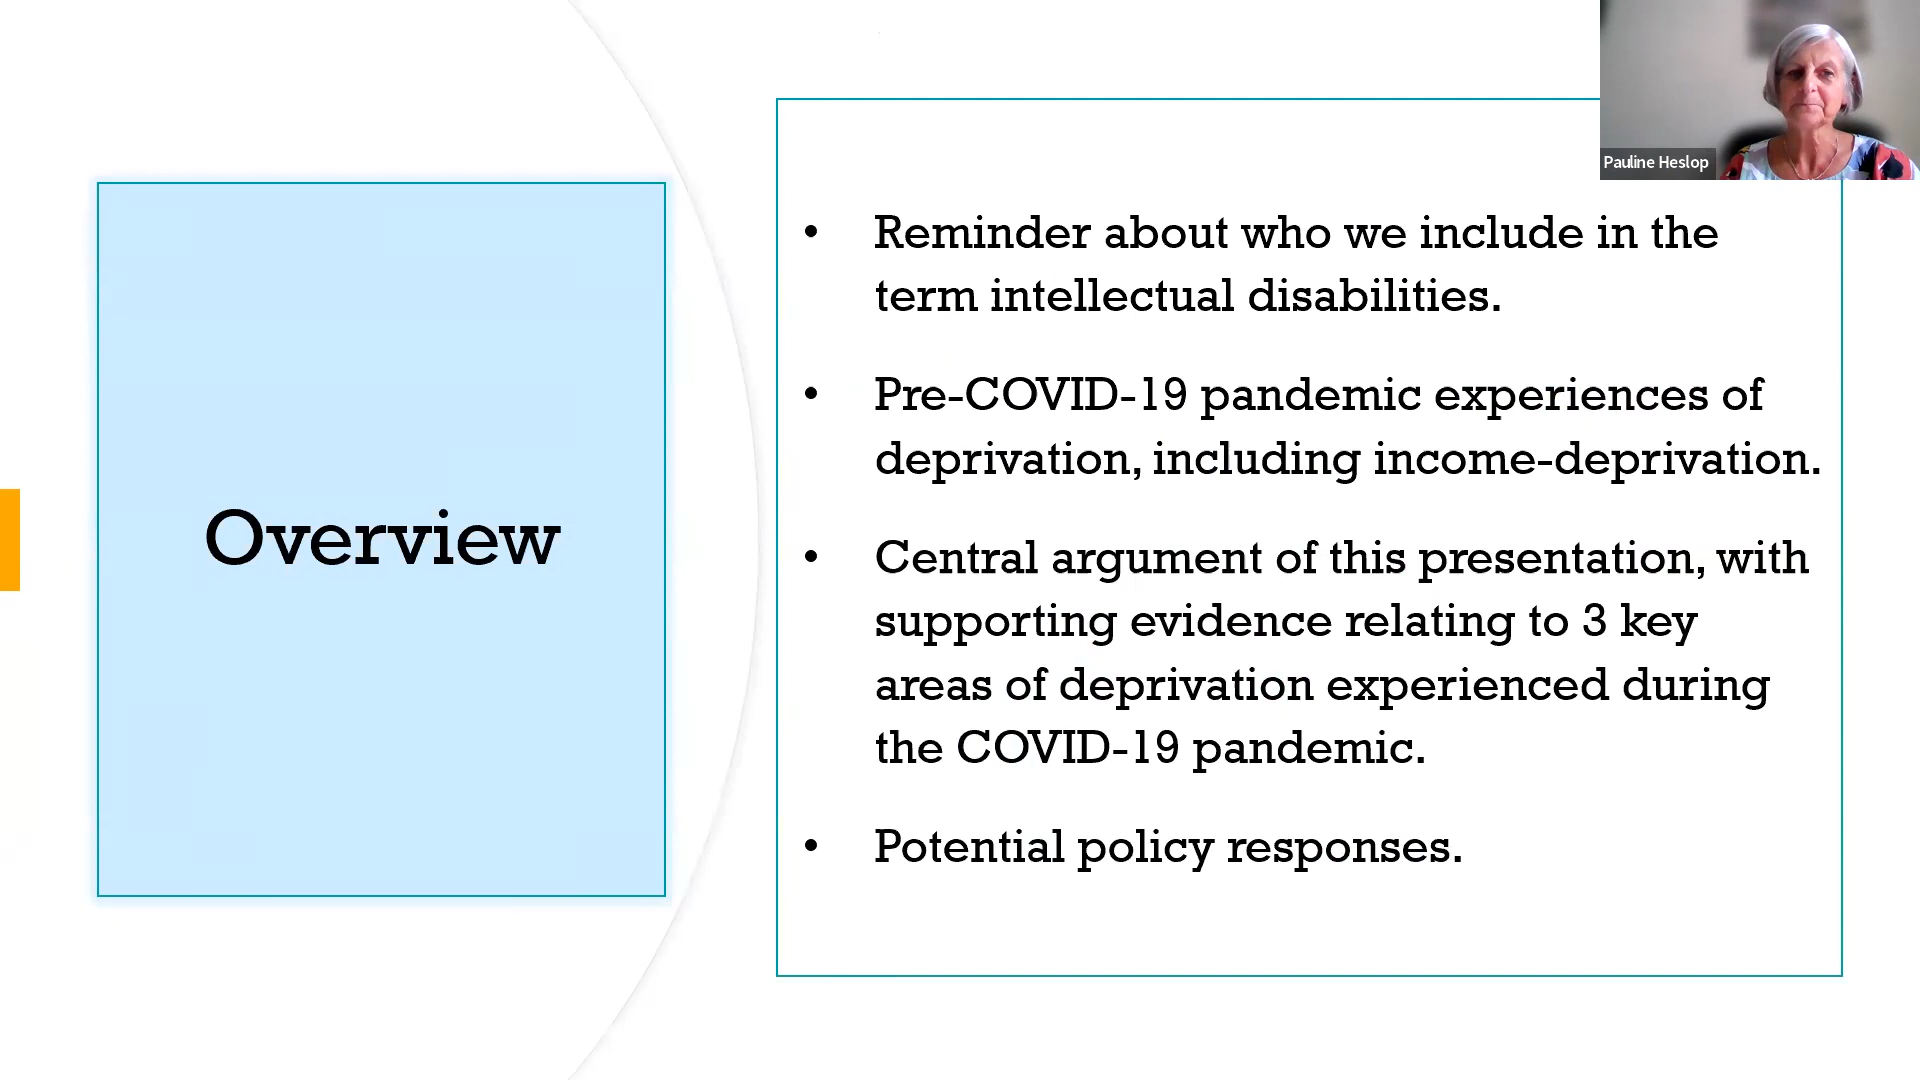 Pauline Heslop
Overview
• Reminder about who we include in the
term intellectual disabilities.
• Pre-COVID-19 pandemic experiences of
deprivation, including income-deprivation.
• Central argument of this presentation, with
supporting evidence relating to 3 key
areas of deprivation experienced during
the COVID-19 pandemic.
• Potential policy responses.